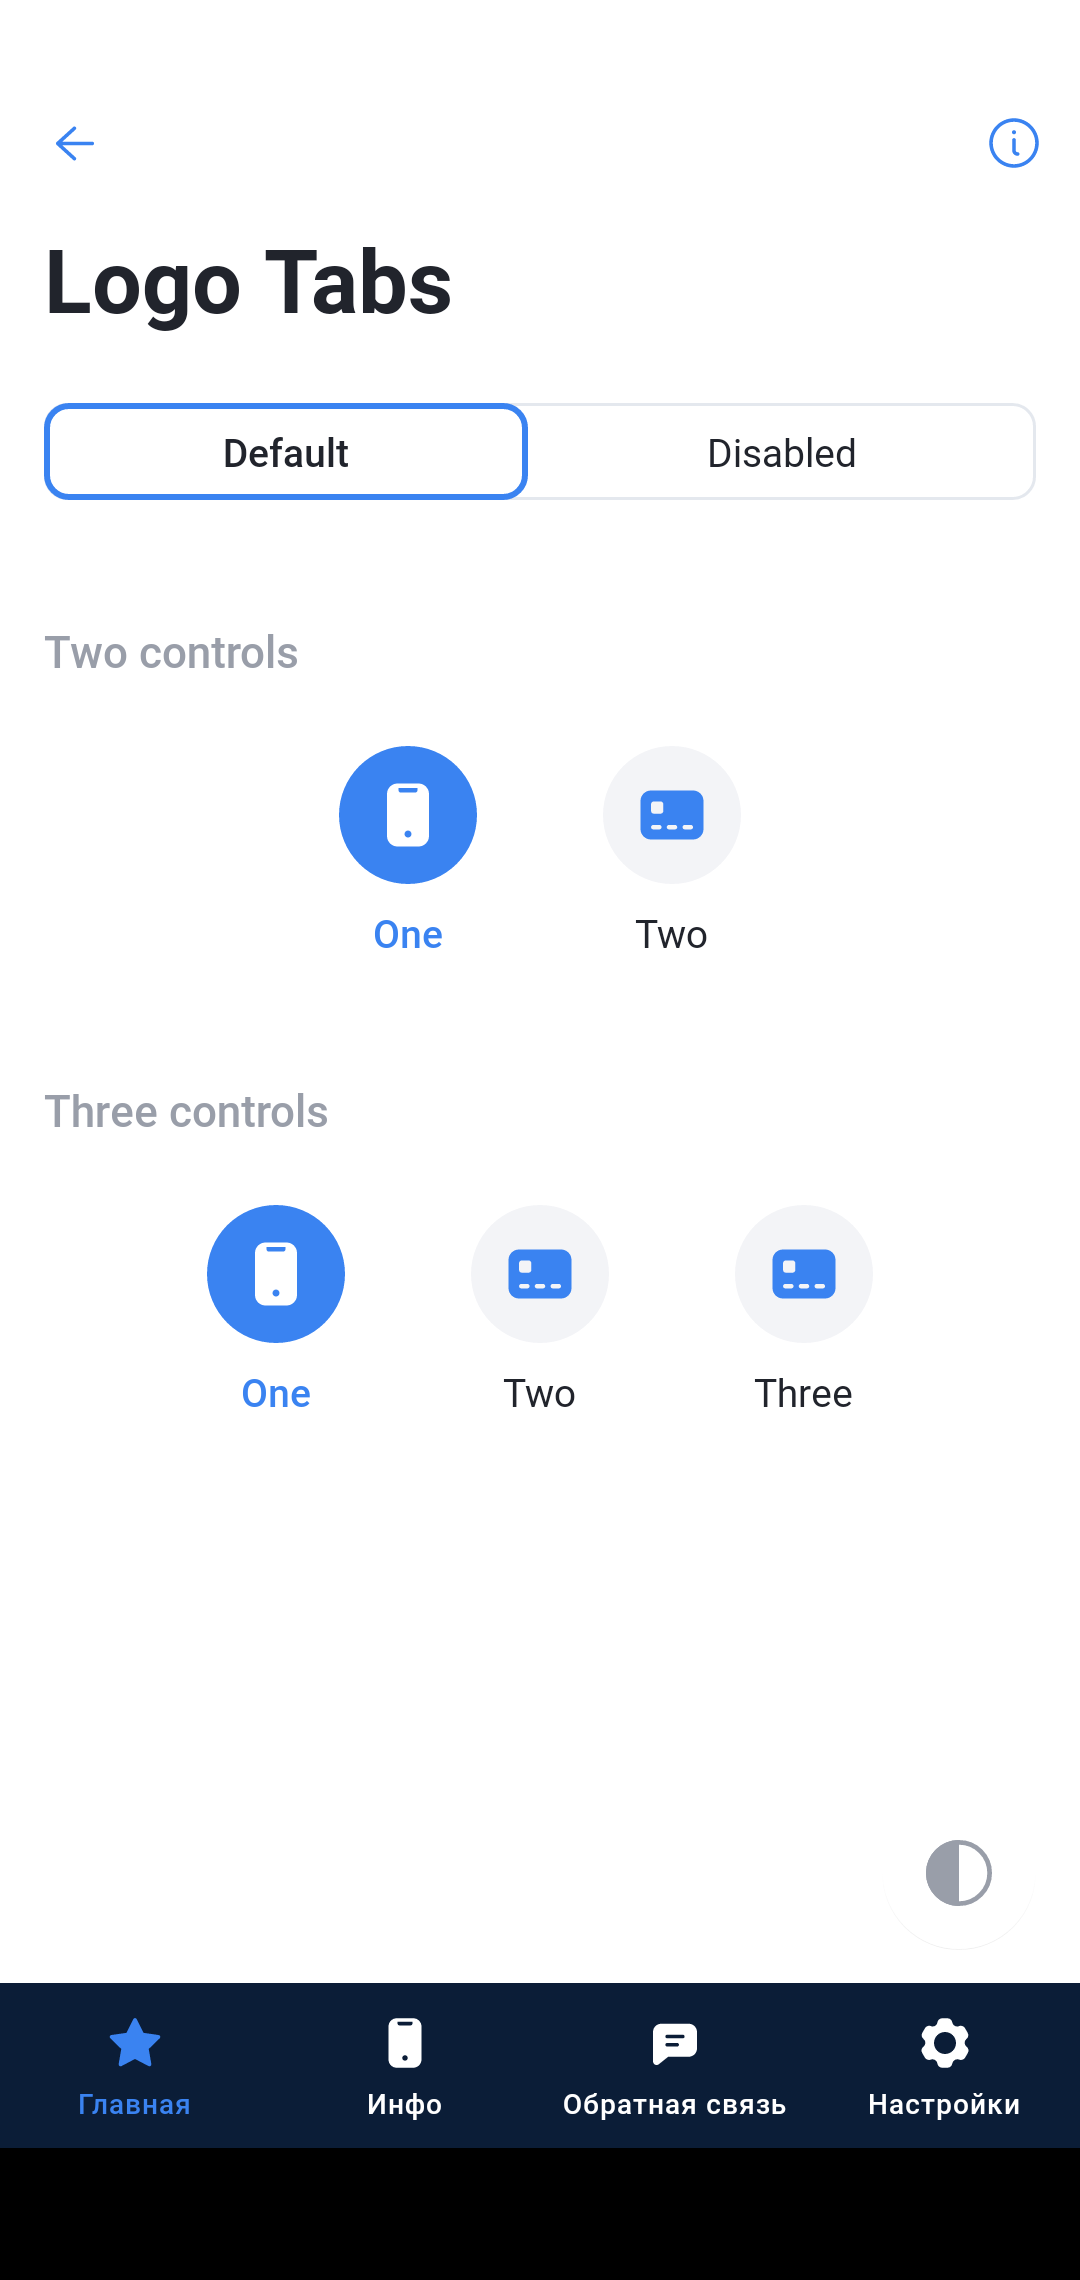 Logo Tabs
Default Disabled
Two controls
One Two
Three controls
One Two Three
Главная Инфо Обратная связь Настройки